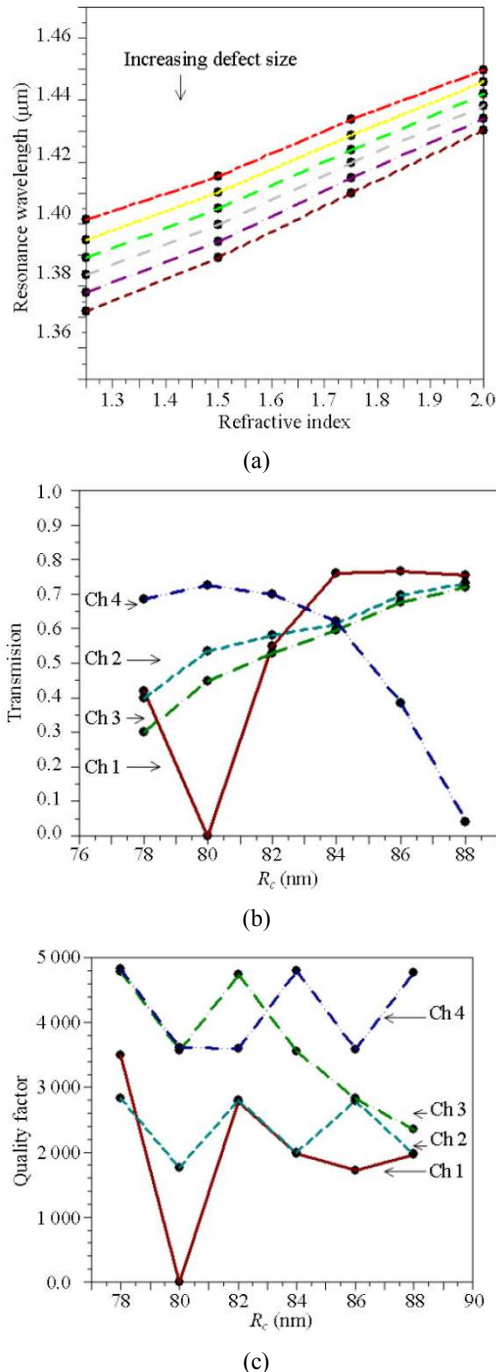 1.46
1.44
1.42
1.40
1.38
1.36
Resonance wavelength (μm)
Increasing defect size
1.3 1.4 1.5 1.6 1.7 1.8 1.9 2.0
Refractive index
(a)
1.0
0.9
0.8
0.7
0.6
0.5
0.4
0.3
0.2
0.1
0.0
Transmision
Ch 4
Ch 2
Ch 3
Ch 1
76 78 80 82 84 86 88
Rc (nm)
(b)
5 000
4 000
3 000
2 000
1 000
0.0
Quality factor
Ch 4
Ch 3
Ch 2
Ch 1
78 80 82 84 86 88 90
Rc (nm)
(c)